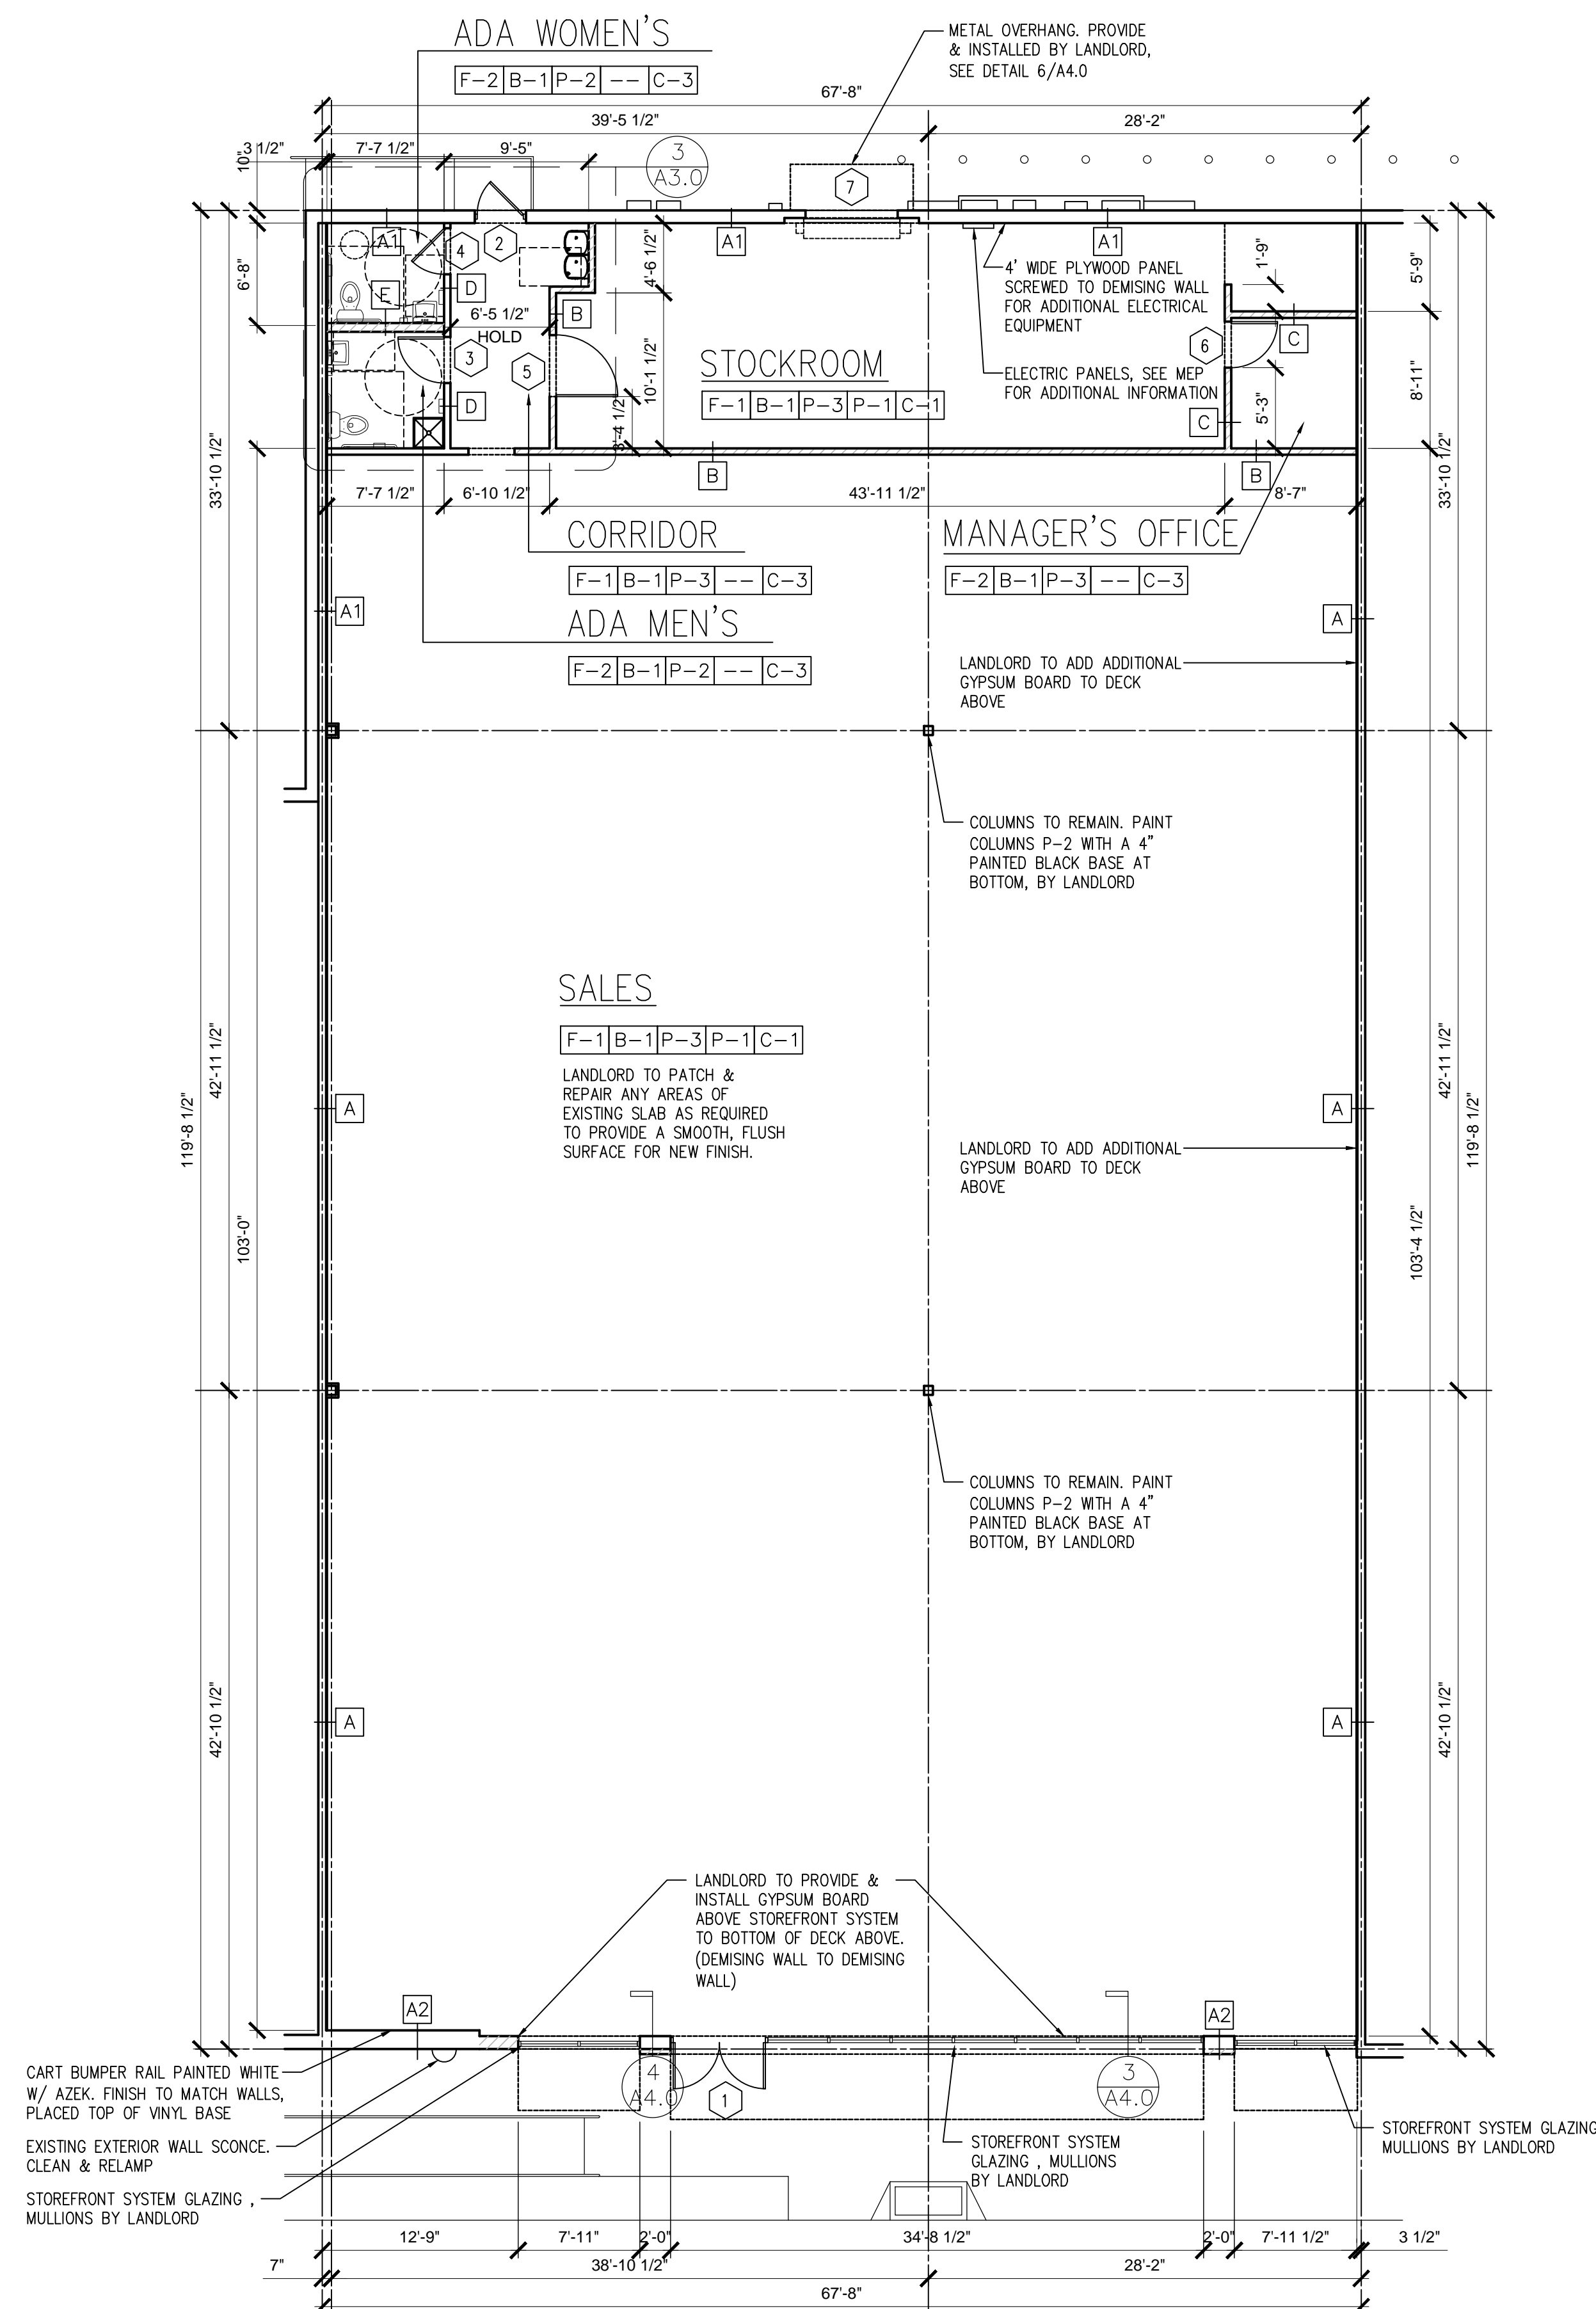 ADA WOMEN'S
F-2 B-1 P-2 -- C-3
METAL OVERHANG. PROVIDE
& INSTALLED BY LANDLORD,
SEE DETAIL 6/A4.0
67'-8"
39'-5 1/2"
28'-2"
3 1/2"
7'-7 1/2"
9'-5"
10"
3
A3.0
7
A1
4
2
A1
A1
6'-8"
E
D
6'-5 1/2"
HOLD
B
4'-6 1/2"
4' WIDE PLYWOOD PANEL
SCREWED TO DEMISING WALL
FOR ADDITIONAL ELECTRICAL
EQUIPMENT
1'-9"
5'-9"
3
5
STOCKROOM
F-1 B-1 P-3 P-1 C-1
10'-1 1/2"
3'-4 1/2"
6
C
ELECTRIC PANELS, SEE MEP
FOR ADDITIONAL INFORMATION
D
C
5'-3"
8'-11"
B
B
33'-10 1/2"
33'-10 1/2"
7'-7 1/2"
6'-10 1/2"
43'-11 1/2"
8'-7"
CORRIDOR
F-1 B-1 P-3 -- C-3
MANAGER'S OFFICE
F-2 B-1 P-3 -- C-3
A1
A
ADA MEN'S
F-2 B-1 P-2 -- C-3
LANDLORD TO ADD ADDITIONAL
GYPSUM BOARD TO DECK
ABOVE
COLUMNS TO REMAIN. PAINT
COLUMNS P-2 WITH A 4"
PAINTED BLACK BASE AT
BOTTOM, BY LANDLORD
SALES
F-1 B-1 P-3 P-1 C-1
LANDLORD TO PATCH &
REPAIR ANY AREAS OF
EXISTING SLAB AS REQUIRED
TO PROVIDE A SMOOTH, FLUSH
SURFACE FOR NEW FINISH.
119'-8 1/2"
42'-11 1/2"
103'-0"
A
A
42'-11 1/2"
119'-8 1/2"
103'-4 1/2"
LANDLORD TO ADD ADDITIONAL
GYPSUM BOARD TO DECK
ABOVE
COLUMNS TO REMAIN. PAINT
COLUMNS P-2 WITH A 4"
PAINTED BLACK BASE AT
BOTTOM, BY LANDLORD
42'-10 1/2"
A
A
42'-10 1/2"
LANDLORD TO PROVIDE &
INSTALL GYPSUM BOARD
ABOVE STOREFRONT SYSTEM
TO BOTTOM OF DECK ABOVE.
(DEMISING WALL TO DEMISING
WALL)
A2
A2
CART BUMPER RAIL PAINTED WHITE
W/ AZEK. FINISH TO MATCH WALLS,
PLACED TOP OF VINYL BASE
4
A4.0
1
3
A4.0
EXISTING EXTERIOR WALL SCONCE.
CLEAN & RELAMP
STOREFRONT SYSTEM
GLAZING , MULLIONS
BY LANDLORD
STOREFRONT SYSTEM GLAZING
MULLIONS BY LANDLORD
STOREFRONT SYSTEM GLAZING ,
MULLIONS BY LANDLORD
12'-9"
7'-11"
2'-0"
34'-8 1/2"
2'-0"
7'-11 1/2"
3 1/2"
7"
38'-10 1/2"
28'-2"
67'-8"